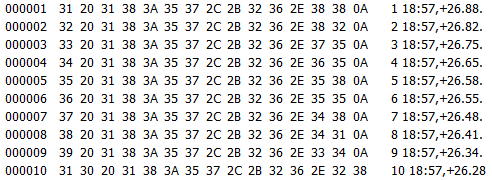 000001 31 20 31 38 3A 35 37 2C 2B 32 36 2E 38 38 0A 1 18:57,+26.88.
000002 32 20 31 38 3A 35 37 2C 2B 32 36 2E 38 32 0A 2 18:57,+26.82.
000003 33 20 31 38 3A 35 37 2C 2B 32 36 2E 37 35 0A 3 18:57,+26.75.
000004 34 20 31 38 3A 35 37 2C 2B 32 36 2E 36 35 0A 4 18:57,+26.65.
000005 35 20 31 38 3A 35 37 2C 2B 32 36 2E 35 38 0A 5 18:57,+26.58.
000006 36 20 31 38 3A 35 37 2C 2B 32 36 2E 35 35 0A 6 18:57,+26.55.
000007 37 20 31 38 3A 35 37 2C 2B 32 36 2E 34 38 0A 7 18:57,+26.48.
000008 38 20 31 38 3A 35 37 2C 2B 32 36 2E 34 31 0A 8 18:57,+26.41.
000009 39 20 31 38 3A 35 37 2C 2B 32 36 2E 33 34 0A 9 18:57,+26.34.
000010 31 30 20 31 38 3A 35 37 2C 2B 32 36 2E 32 38 10 18:57,+26.28